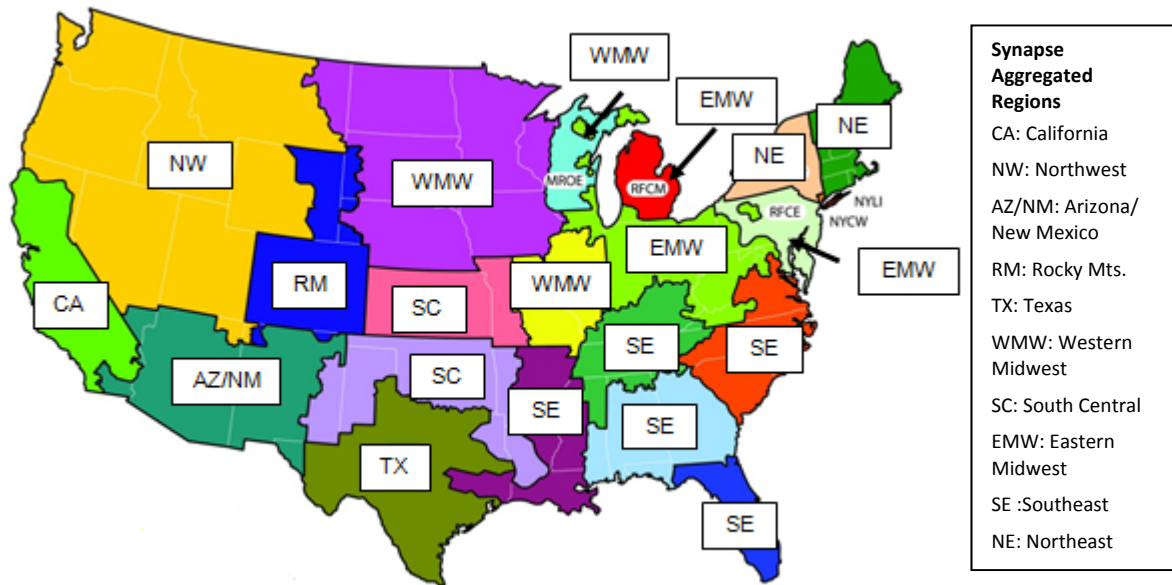 WMW
EMW
NE
NE
NW
WMW
MROE
RFCM
NYLI
RFCE
NYCW
EMW
EMW
RM
WMW
CA
SC
SE
SE
AZ/NM
SC
SE
SE
TX
SE
Synapse
Aggregated
Regions
CA: California
NW: Northwest
AZ/NM: Arizona/
New Mexico
RM: Rocky Mts.
TX: Texas
WMW: Western
Midwest
SC: South Central
EMW: Eastern
Midwest
SE :Southeast
NE: Northeast